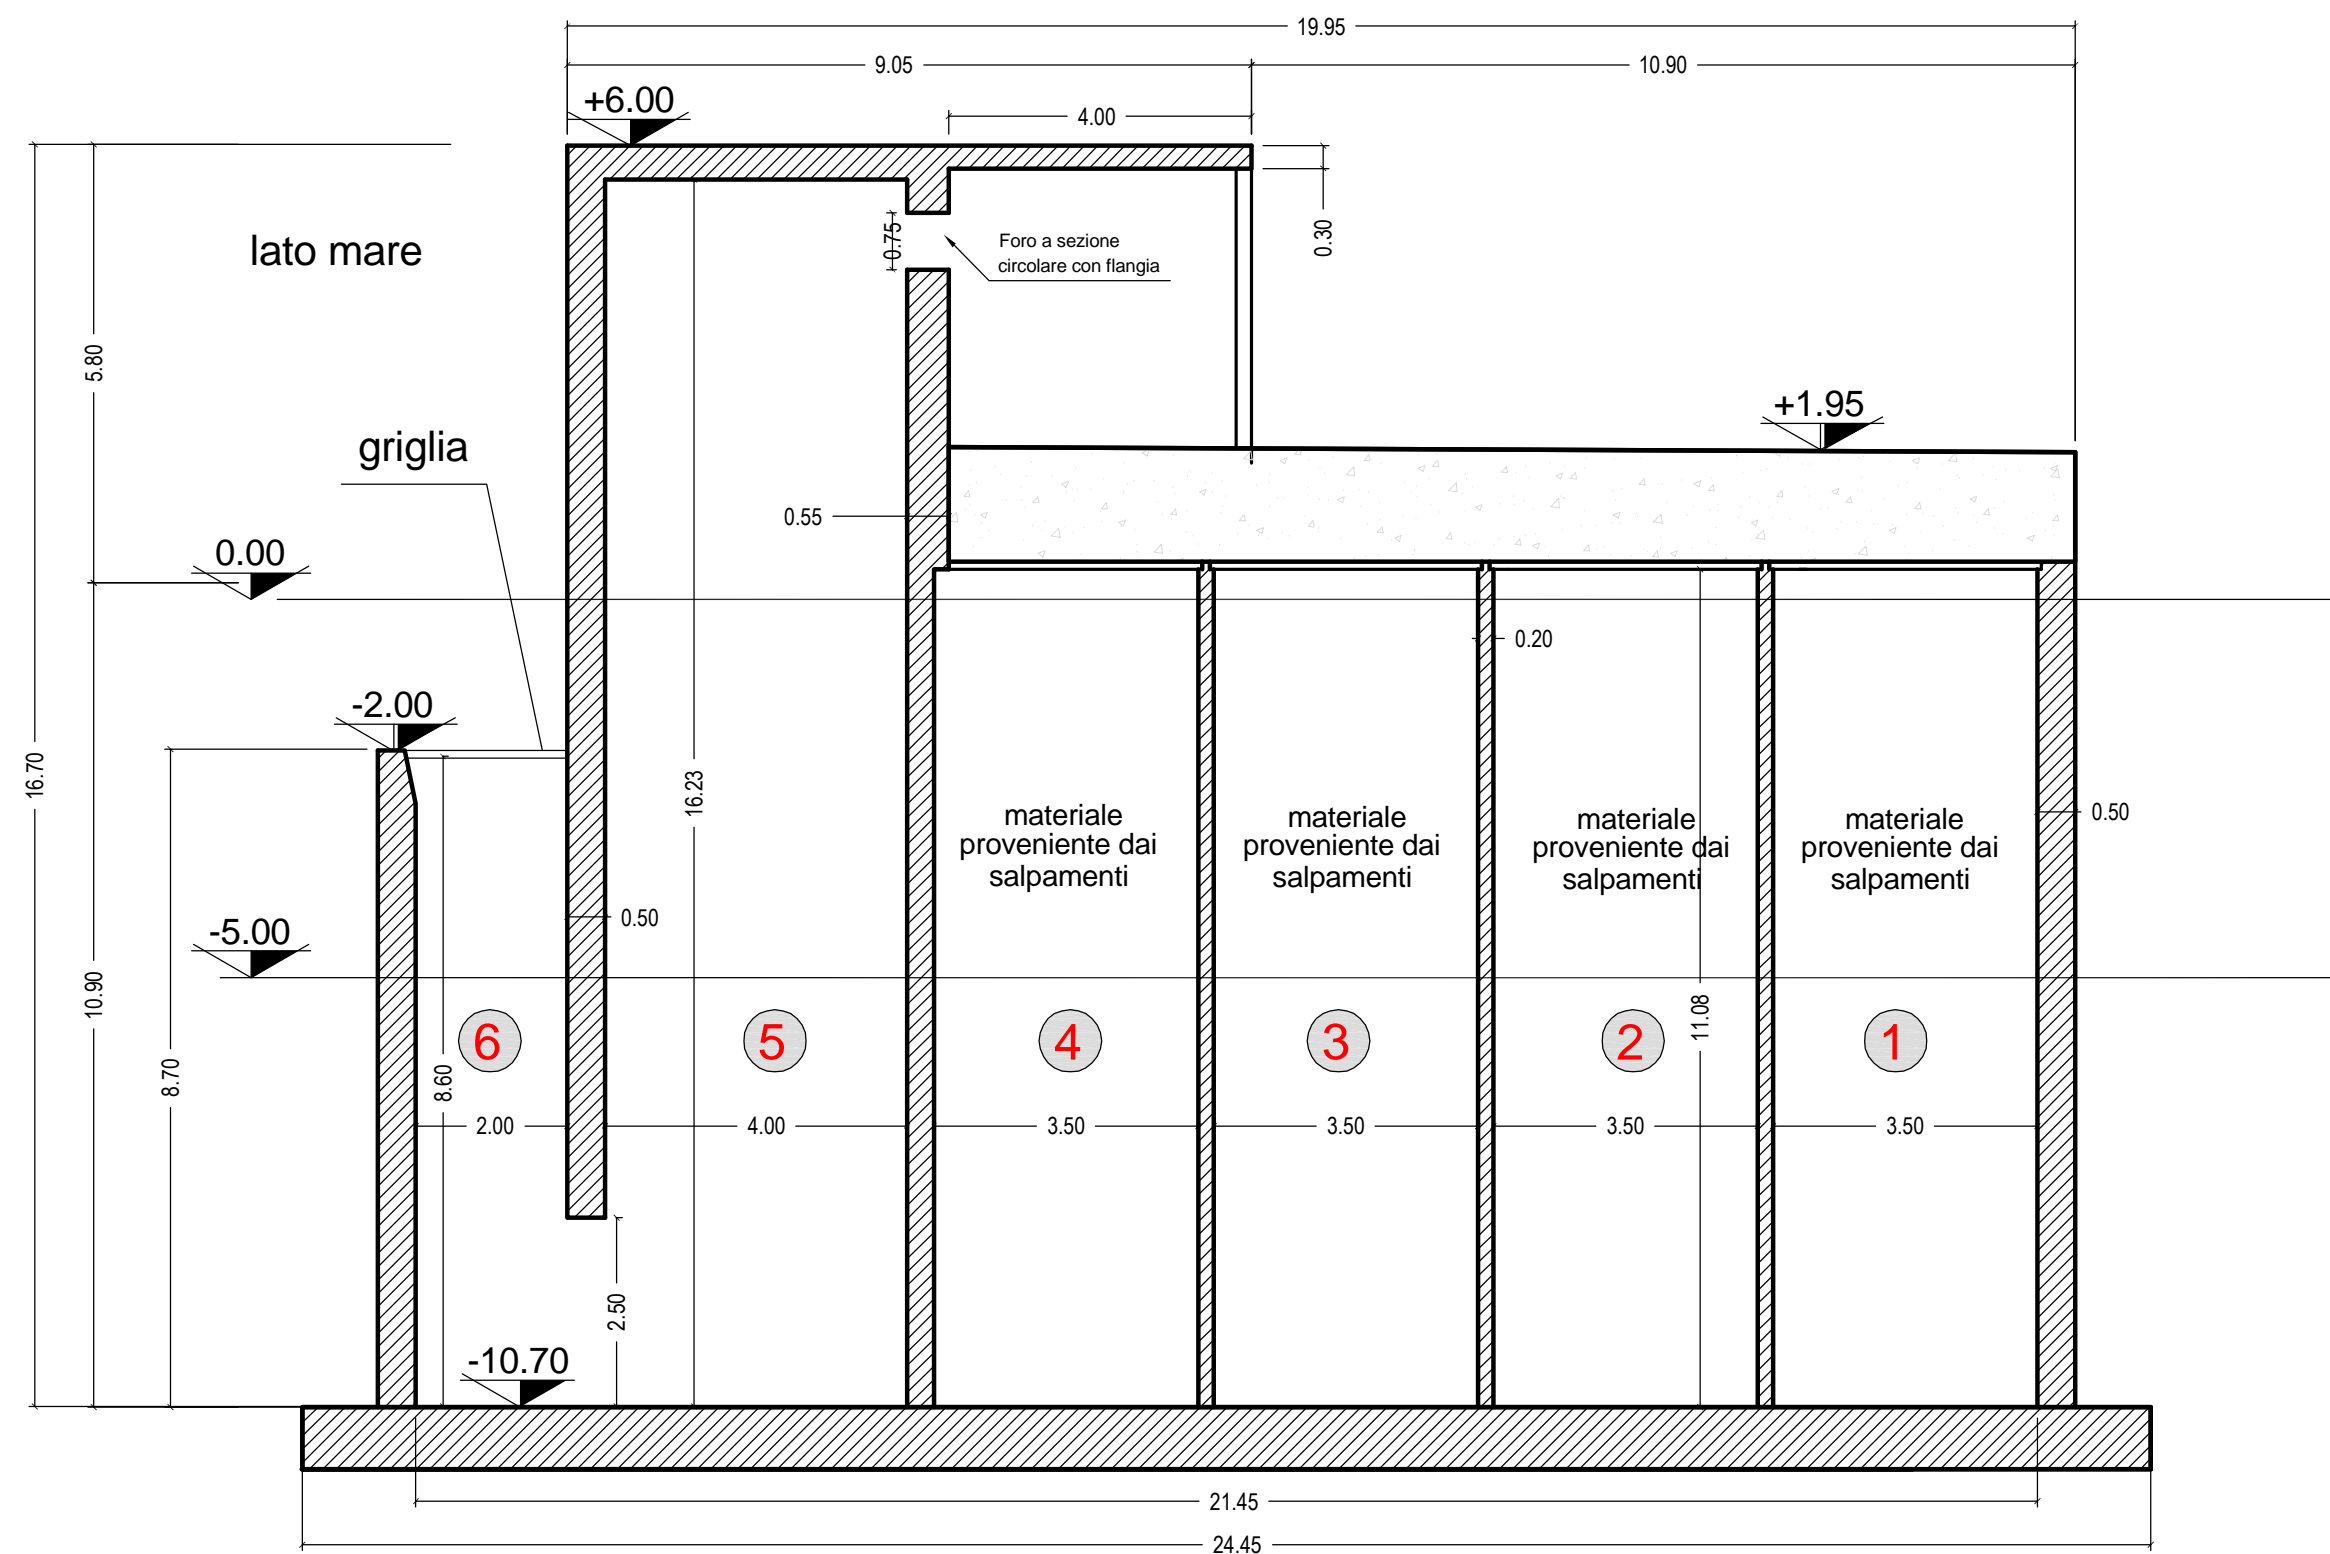 19.95
9.05
10.90
+6.00
4.00
lato mare
0.75
Foro a sezione
circolare con flangia
0.30
5.80
+1.95
griglia
0.55
0.00
0.20
-2.00
16.70
16.23
materiale
proveniente dai
salpamenti
materiale
proveniente dai
salpamenti
materiale
proveniente dai
salpamenti
materiale
proveniente dai
salpamenti
0.50
0.50
-5.00
10.90
11.08
6
5
4
3
2
1
8.70
8.60
2.00
4.00
3.50
3.50
3.50
3.50
2.50
-10.70
21.45
24.45